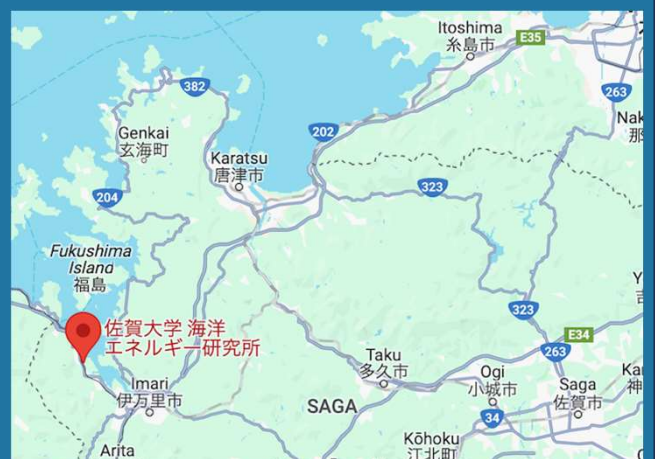 Itoshima
糸島市
E35
263
382
Genkai
玄海町
202
Karatsu
唐津市
323
204
Fukushima
Island
福島
323
佐賀大学 海洋
エネルギー研究所
E34
263
Taku
多久市
Ogi
小城市
Saga
佐賀市
Imari
伊万里市
SAGA
34
Kōhoku
江北町
Arita